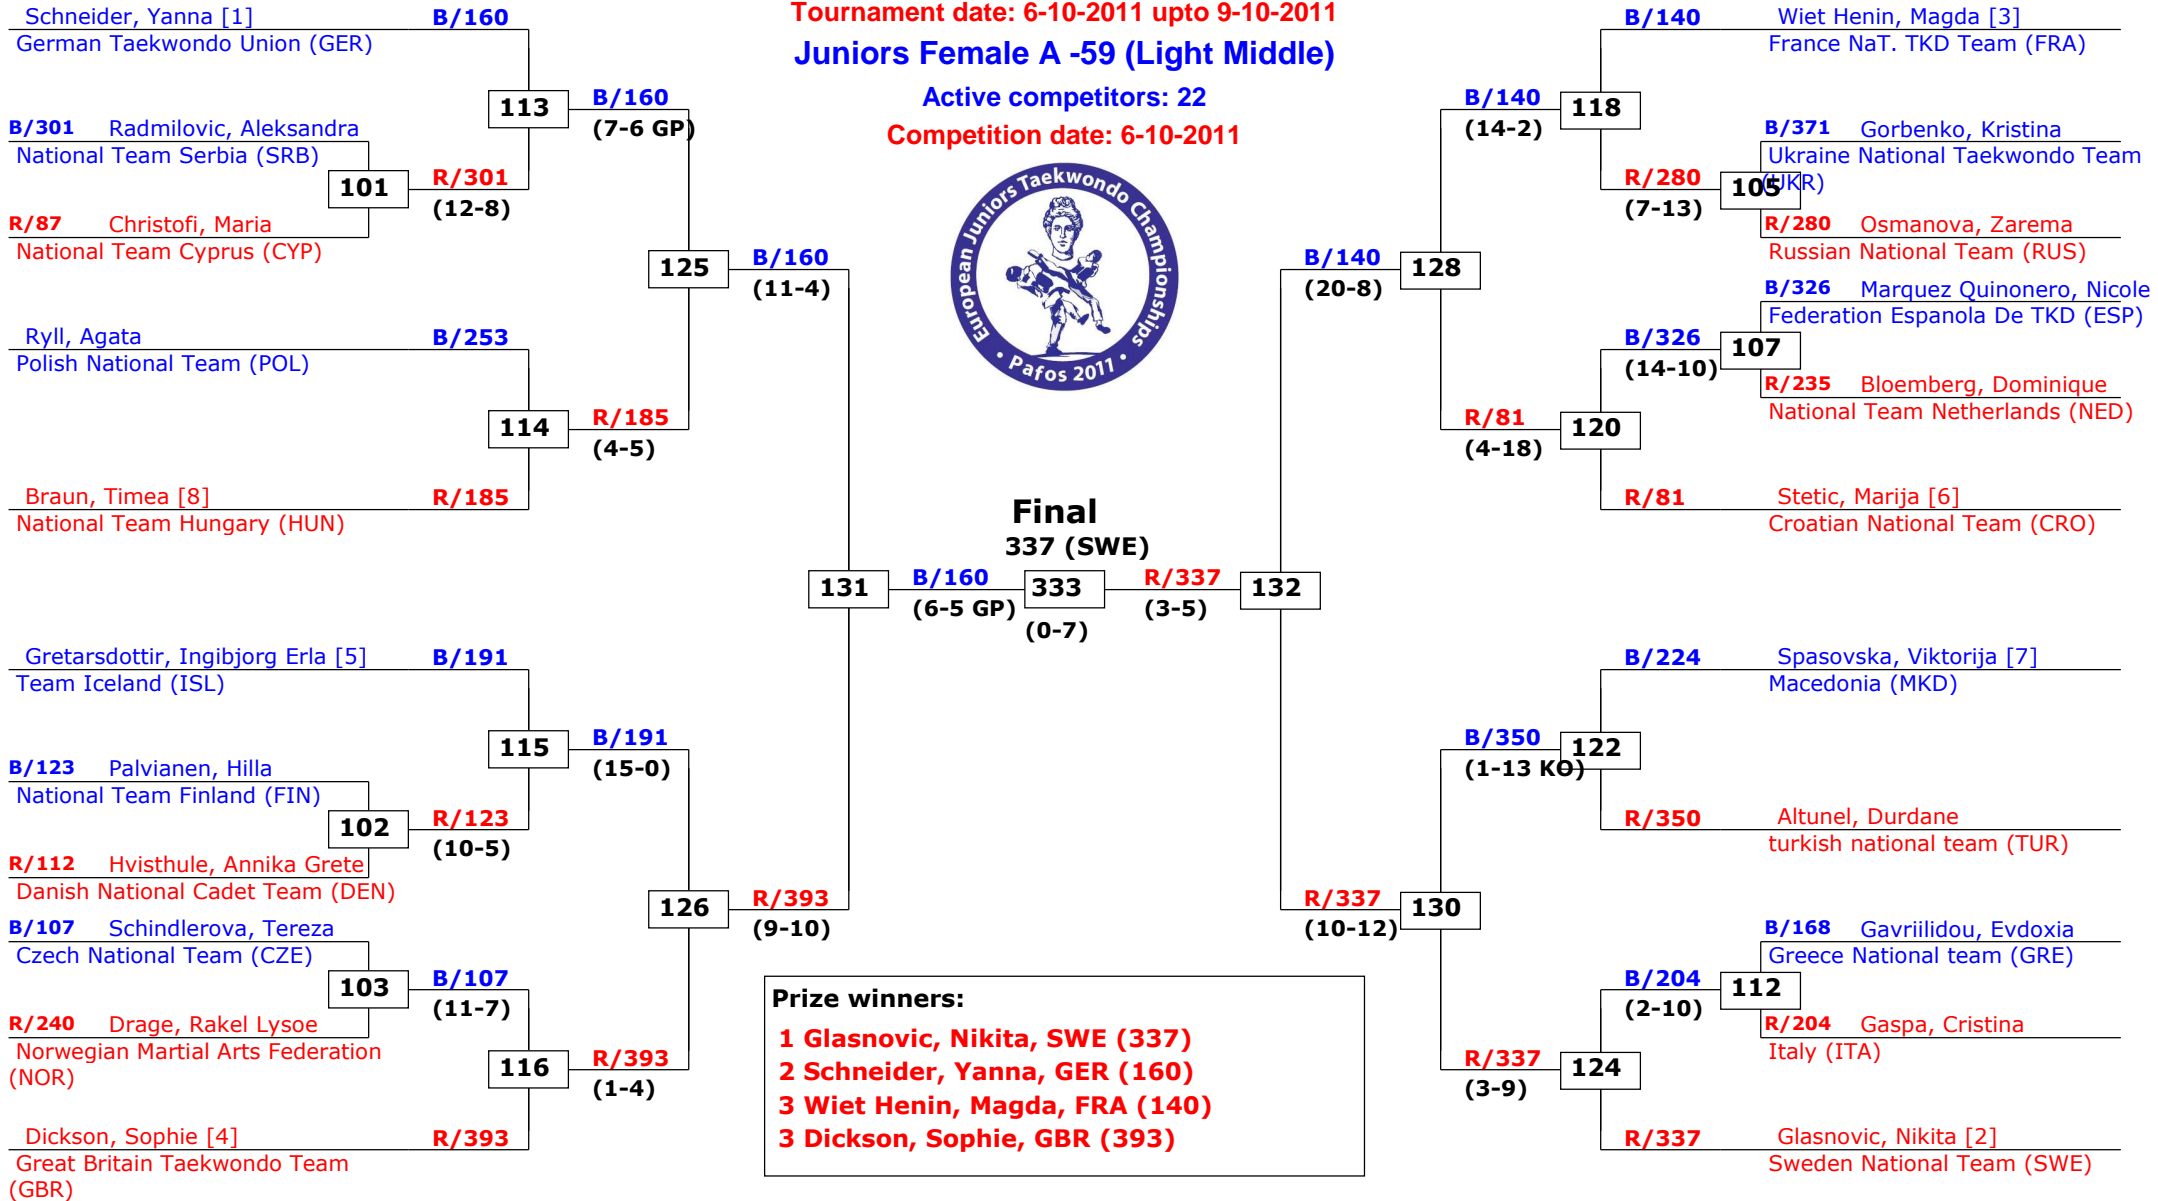 Tournament date: 6-10-2011 upto 9-10-2011
Juniors Female A -59 (Light Middle)
Active competitors: 22
Competition date: 6-10-2011
European Juniors Taekwondo Championships
• Pafos 2011 •
Schneider, Yanna [1] B/160
German Taekwondo Union (GER)
113
B/160
(7-6 GP)
B/301 Radmilovic, Aleksandra
National Team Serbia (SRB)
101
R/301
(12-8)
R/87 Christofi, Maria
National Team Cyprus (CYP)
125
B/160
(11-4)
Ryll, Agata B/253
Polish National Team (POL)
114
R/185
(4-5)
Braun, Timea [8] R/185
National Team Hungary (HUN)
131
B/160
(6-5 GP)
Gretarsdottir, Ingibjorg Erla [5] B/191
Team Iceland (ISL)
115
B/191
(15-0)
B/123 Palvianen, Hilla
National Team Finland (FIN)
102
R/123
(10-5)
R/112 Hvisthule, Annika Grete
Danish National Cadet Team (DEN)
126
R/393
(9-10)
B/107 Schindlerova, Tereza
Czech National Team (CZE)
103
B/107
(11-7)
R/240 Drage, Rakel Lysoe
Norwegian Martial Arts Federation
(NOR)
116
R/393
(1-4)
Dickson, Sophie [4] R/393
Great Britain Taekwondo Team
(GBR)
Final
337 (SWE)
333
(0-7)
B/140 Wiet Henin, Magda [3]
France NaT. TKD Team (FRA)
B/140
(14-2)
118
B/371 Gorbenko, Kristina
Ukraine National Taekwondo Team
(UKR)
R/280
(7-13)
105
R/280 Osmanova, Zarema
Russian National Team (RUS)
B/140
(20-8)
128
B/326 Marquez Quinonero, Nicole
Federation Espanola De TKD (ESP)
B/326
(14-10)
107
R/235 Bloemberg, Dominique
National Team Netherlands (NED)
R/81
(4-18)
120
R/81 Stetic, Marija [6]
Croatian National Team (CRO)
R/337
(3-5)
132
B/224 Spasovska, Viktorija [7]
Macedonia (MKD)
B/350
(1-13 KO)
122
R/350 Altunel, Durdane
turkish national team (TUR)
R/337
(10-12)
130
B/168 Gavriilidou, Evdoxia
Greece National team (GRE)
B/204
(2-10)
112
R/204 Gaspa, Cristina
Italy (ITA)
R/337
(3-9)
124
R/337 Glasnovic, Nikita [2]
Sweden National Team (SWE)
Prize winners:
1 Glasnovic, Nikita, SWE (337)
2 Schneider, Yanna, GER (160)
3 Wiet Henin, Magda, FRA (140)
3 Dickson, Sophie, GBR (393)